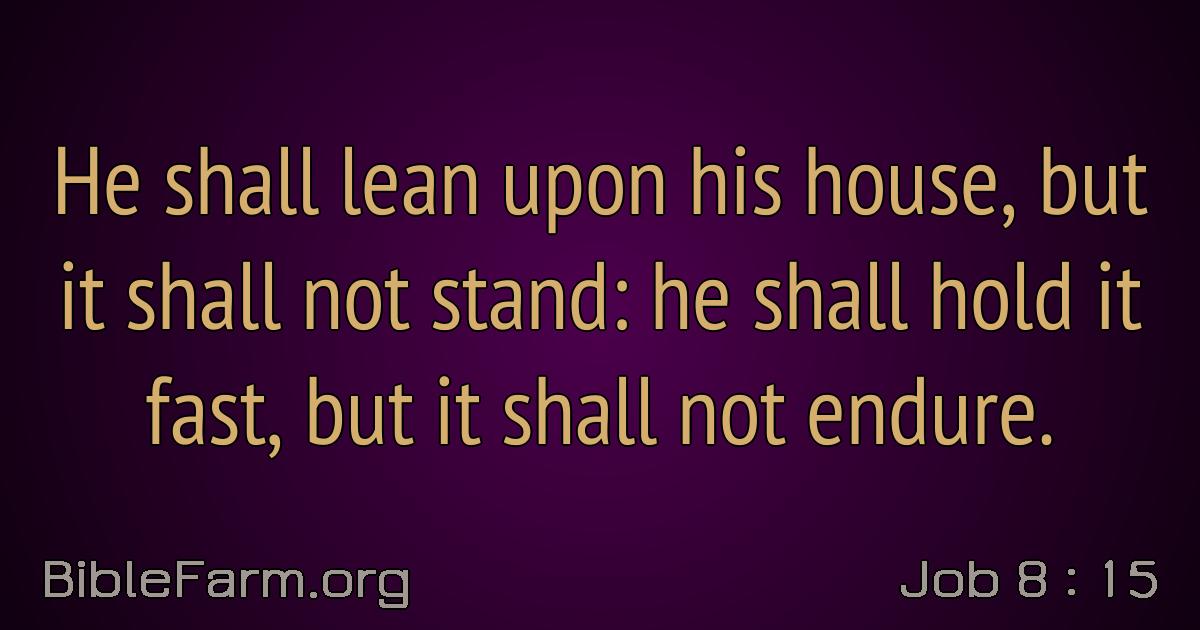 He shall lean upon his house, but
it shall not stand: he shall hold it
fast, but it shall not endure.
BibleFarm.org
Job 8 : 15